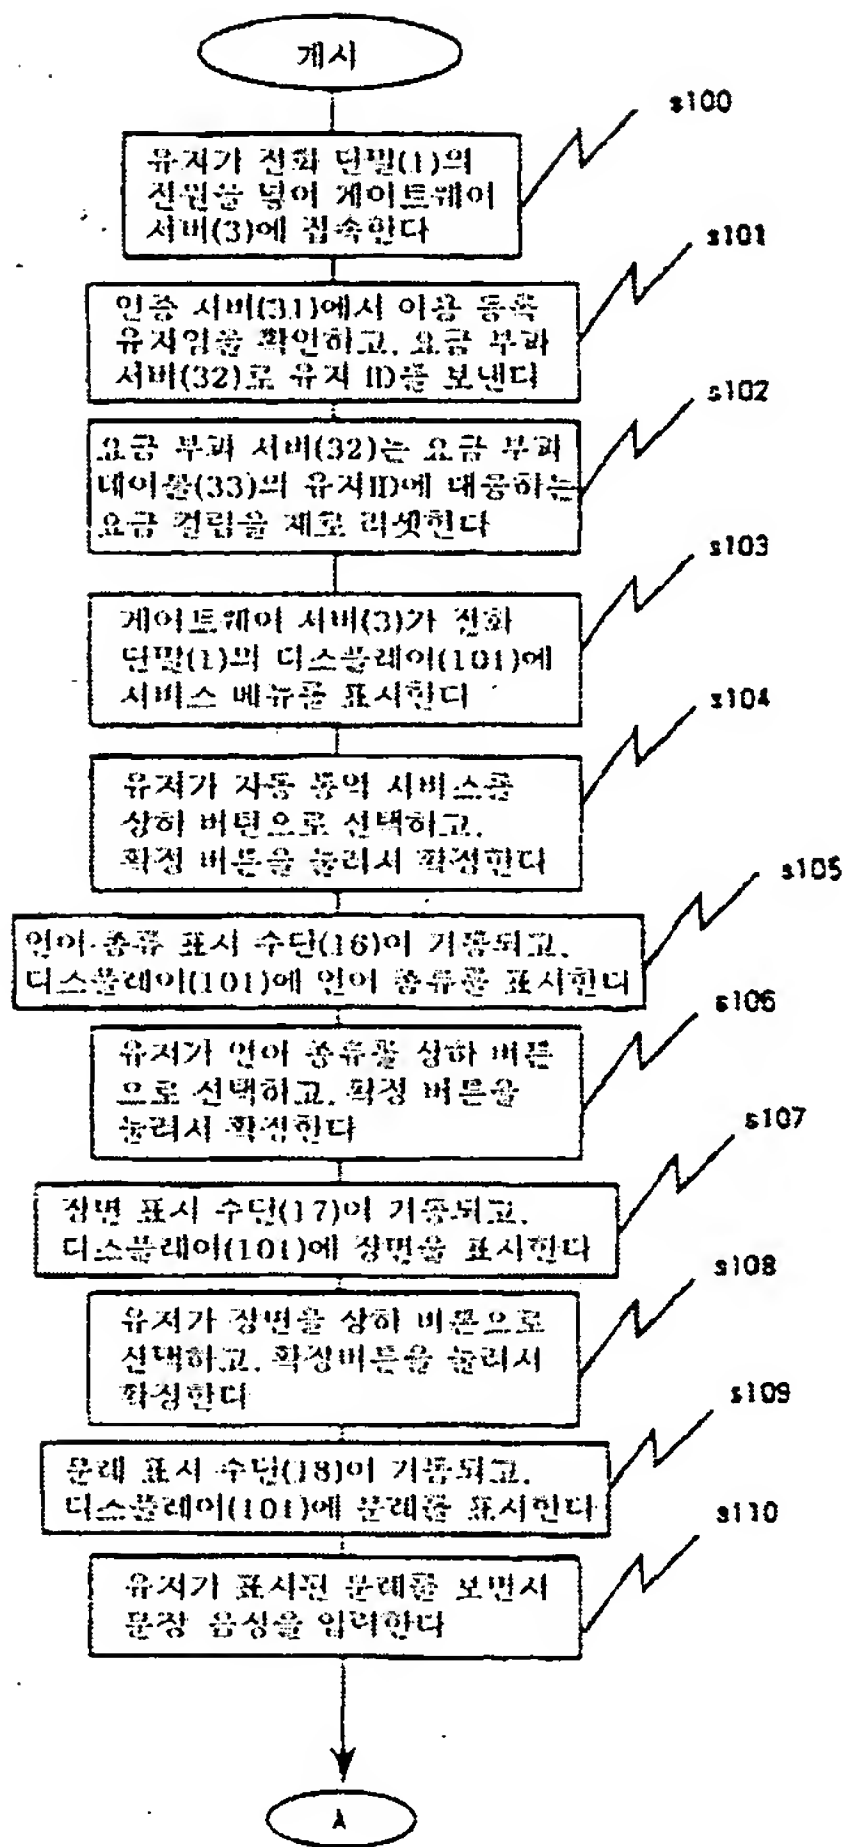 개시
s100
유저가 전화 단말(1)의
전원을 넣어 게이트웨이
서버(3)에 접속한다
s101
인증 서버(31)에서 이용 등록
유저임을 확인하고, 요금 부과
서버(32)로 유저 ID를 보낸다
s102
요금 부과 서버(32)는 요금 부과
테이블(33)의 유저ID에 대응하는
요금 컬럼을 제로 리셋한다
s103
게이트웨이 서버(3)가 전화
단말(1)의 디스플레이(101)에
서비스 메뉴를 표시한다
s104
유저가 자동 통역 서비스를
상하 버튼으로 선택하고,
확정 버튼을 눌러서 확정한다
s105
언어 종류 표시 수단(16)이 기동되고,
디스플레이(101)에 언어 종류를 표시한다
s106
유저가 언어 종류를 상하 버튼
으로 선택하고, 확정 버튼을
눌러서 확정한다
s107
장면 표시 수단(17)이 기동되고,
디스플레이(101)에 장면을 표시한다
s108
유저가 장면을 상하 버튼으로
선택하고, 확정버튼을 눌러서
확정한다
s109
문례 표시 수단(18)이 기동되고,
디스플레이(101)에 문례를 표시한다
s110
유저가 표시된 문례를 보면서
문장 음성을 입력한다
A